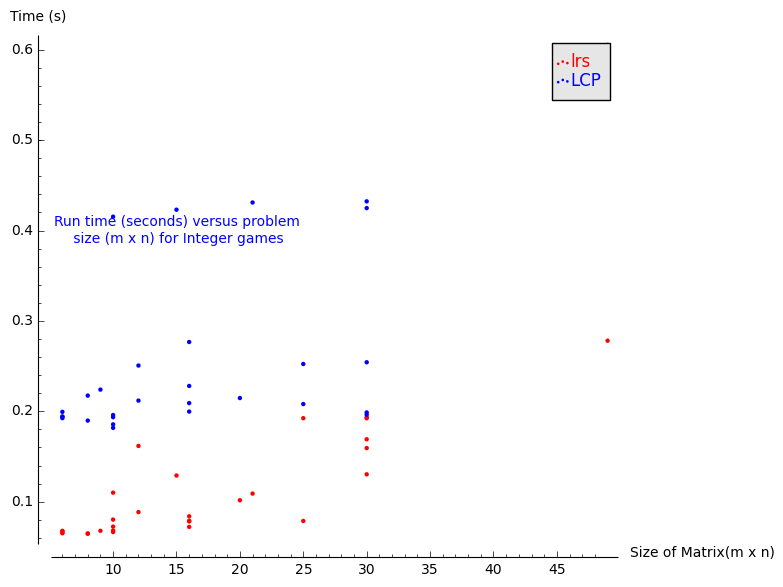 Time (s)
0.6
lrs
LCP
0.5
Run time (seconds) versus problem
size (m x n) for Integer games
0.4
0.3
0.2
0.1
Size of Matrix(m x n)
10 15 20 25 30 35 40 45